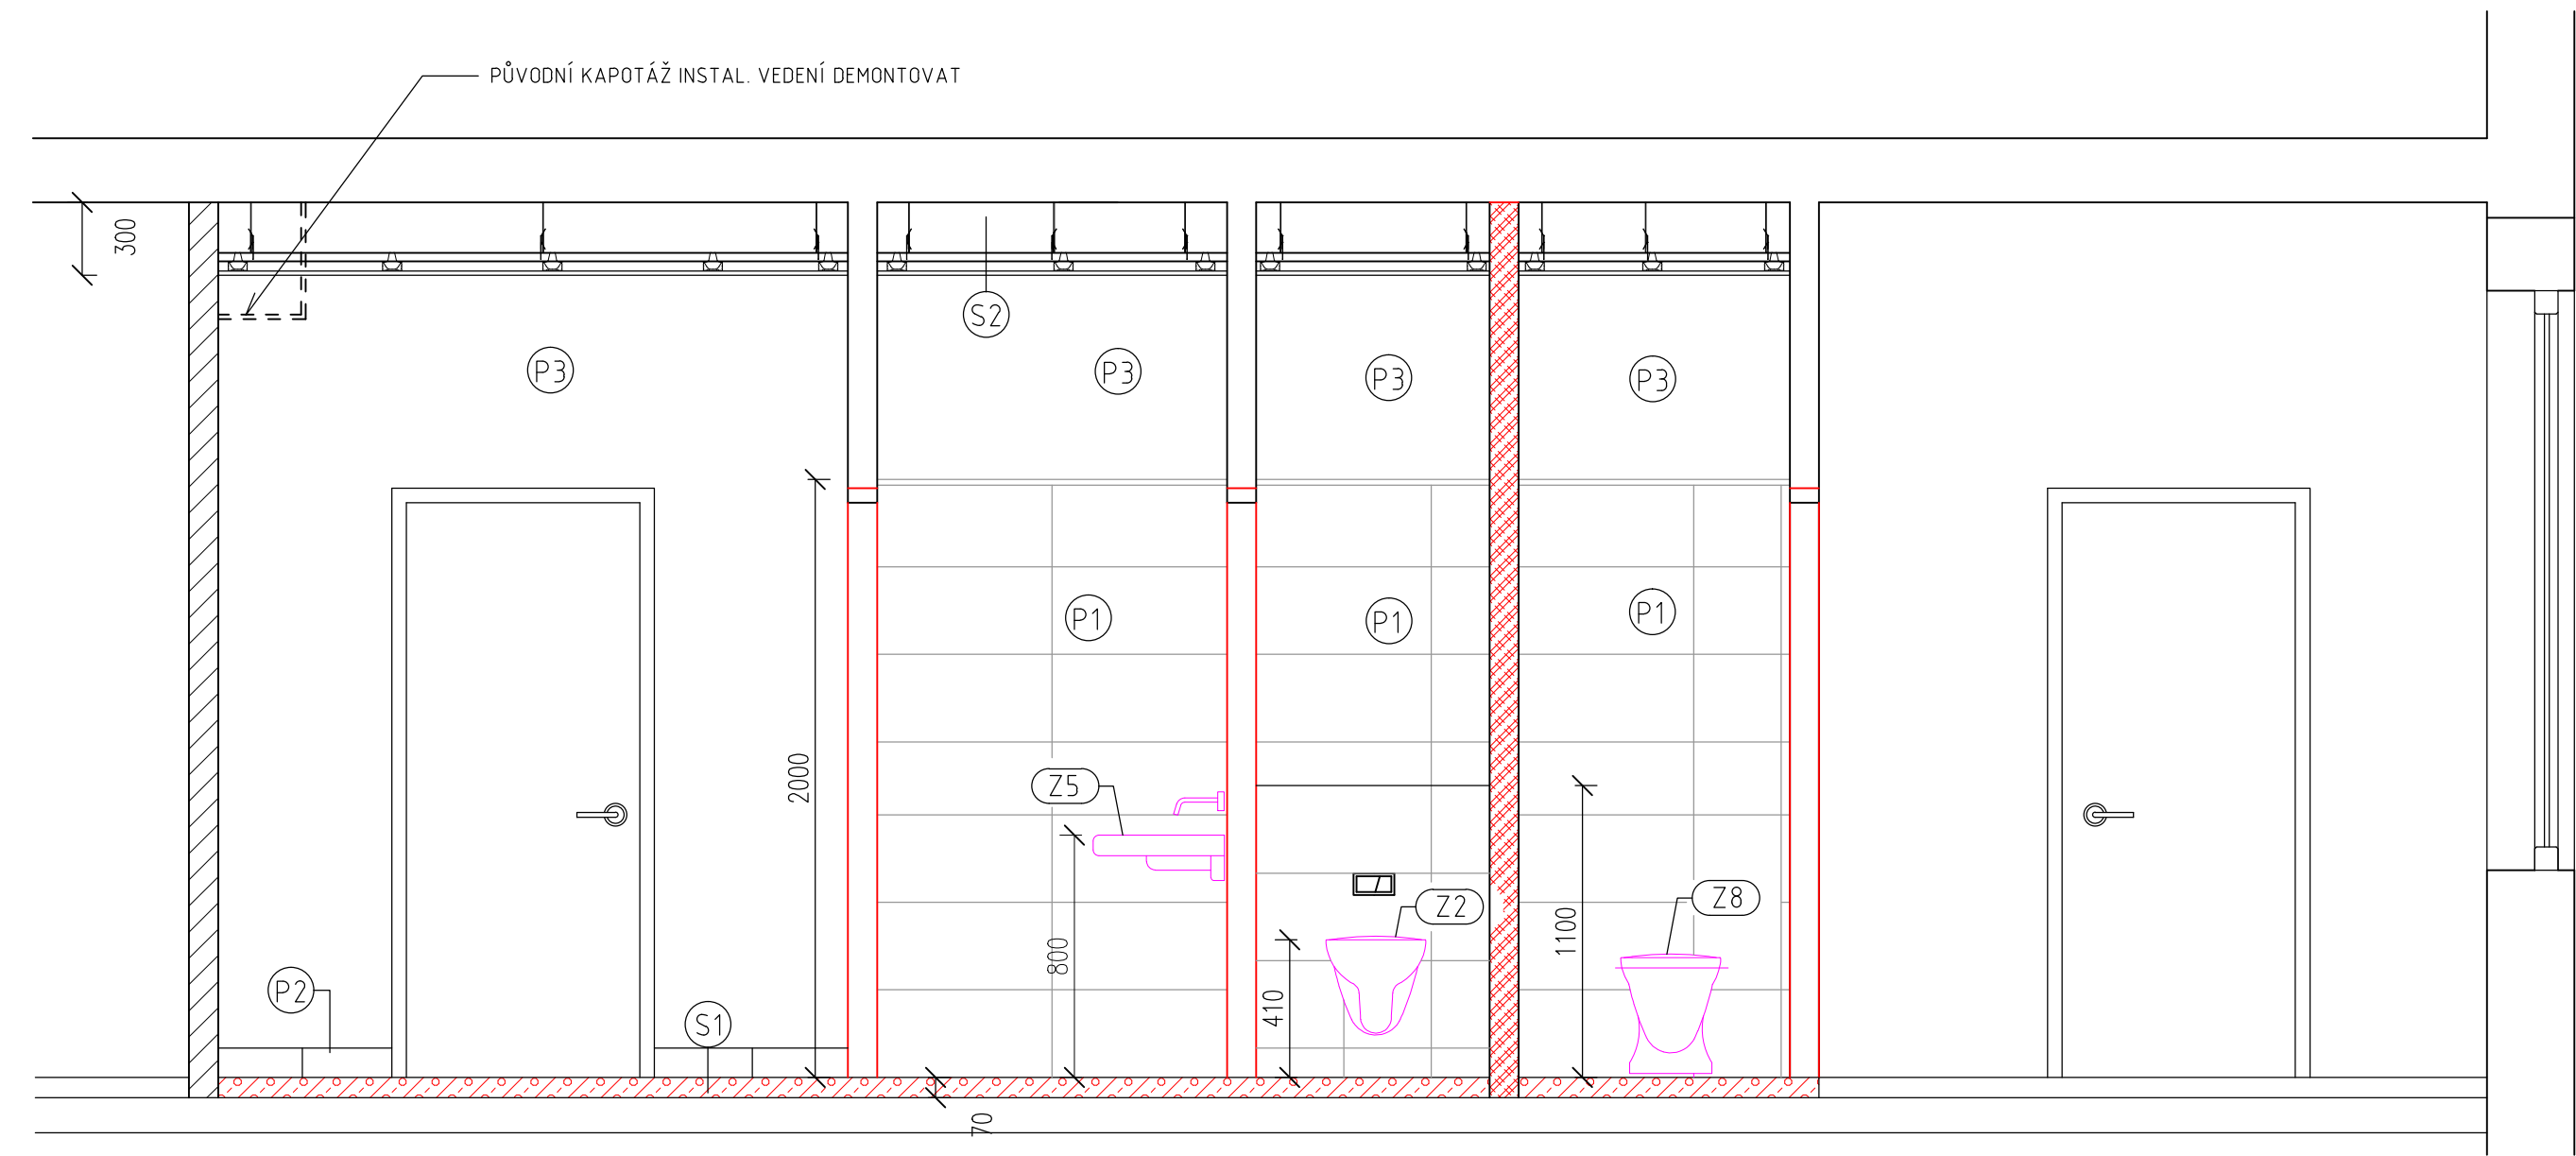 PŮVODNÍ KAPOTÁŽ INSTAL. VEDENÍ DEMONTOVAT
300
S2
P3
P3
P3
P3
P1
P1
P1
2000
Z5
Z8
Z2
1100
800
P2
410
S1
70